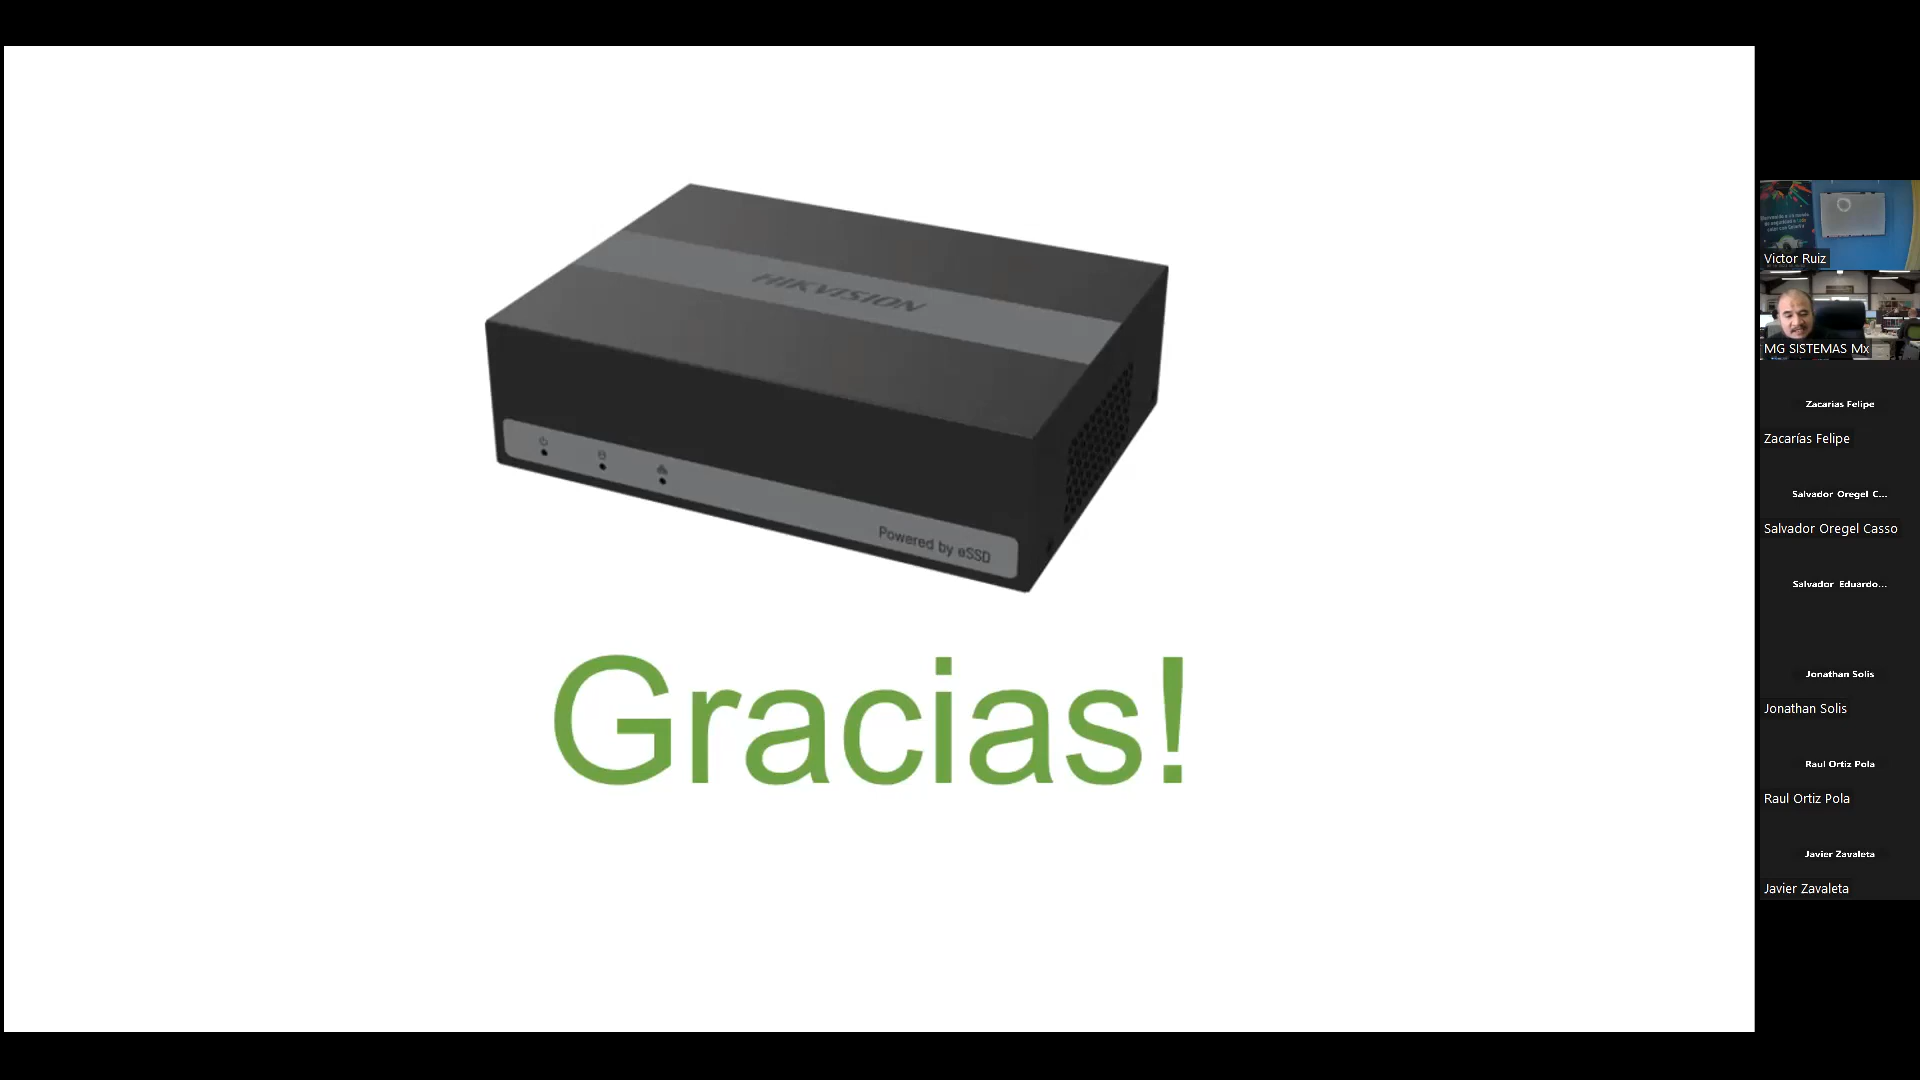 HIKVISION
Powered by eSSD
Gracias!
Victor Ruiz
MG SISTEMAS Mx
Zacarías Felipe
Zacarías Felipe
Salvador Oregel C...
Salvador Oregel Casso
Salvador Eduardo...
Jonathan Solis
Jonathan Solis
Raul Ortiz Pola
Raul Ortiz Pola
Javier Zavaleta
Javier Zavaleta